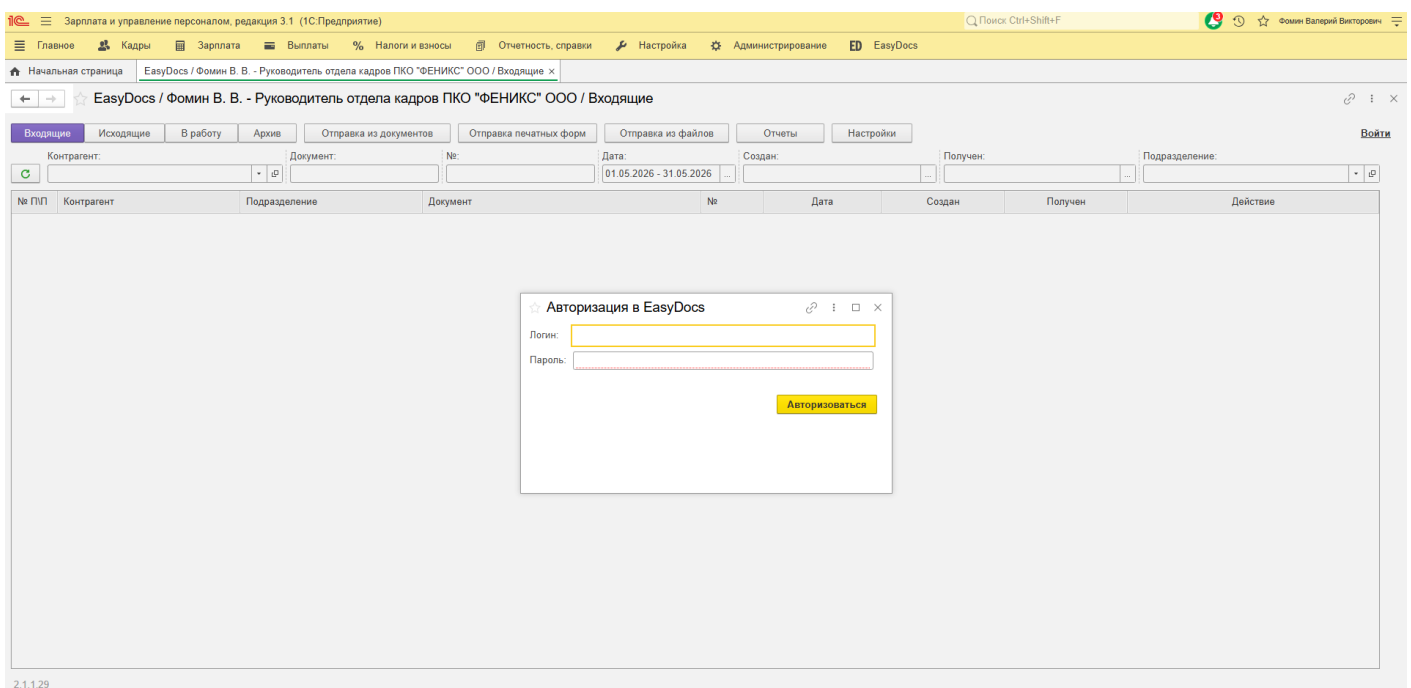 1С Зарплата и управление персоналом, редакция 3.1 (1С:Предприятие) Поиск Ctrl+Shift+F 3 Фомин Валерий Викторович
Главное Кадры Зарплата Выплаты % Налоги и взносы Отчетность, справки Настройка Администрирование ED EasyDocs
Начальная страница EasyDocs / Фомин В. В. - Руководитель отдела кадров ПКО "ФЕНИКС" ООО / Входящие ×
EasyDocs / Фомин В. В. - Руководитель отдела кадров ПКО "ФЕНИКС" ООО / Входящие
Входящие Исходящие В работу Архив Отправка из документов Отправка печатных форм Отправка из файлов Отчеты Настройки Войти
Контрагент: Документ: №: Дата: Создан: Получен: Подразделение:
01.05.2026 - 31.05.2026 ... ... ...
№ П\П Контрагент Подразделение Документ № Дата Создан Получен Действие
Авторизация в EasyDocs
Логин:
Пароль:
Авторизоваться
2.1.1.29